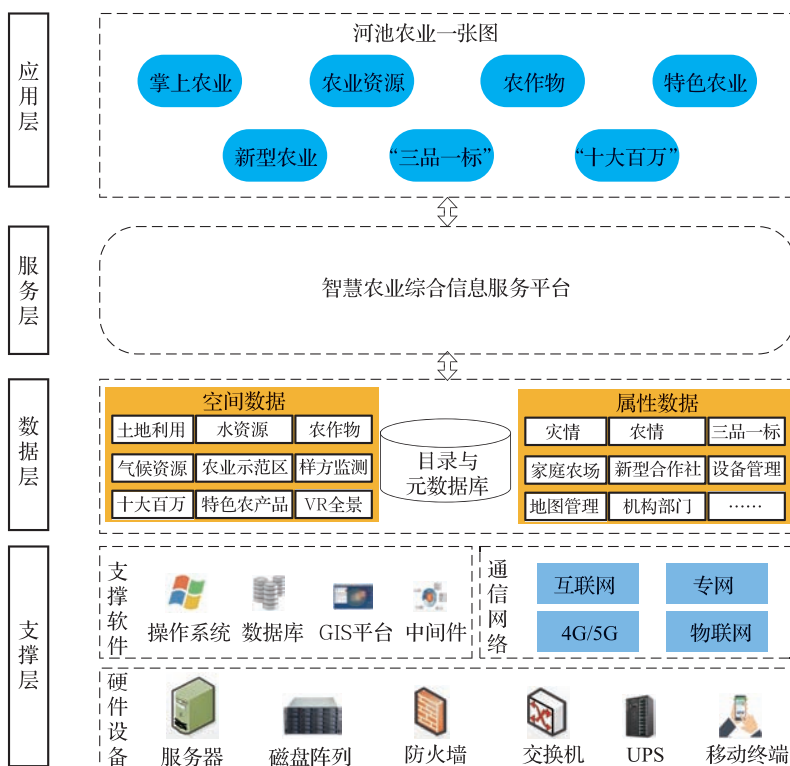 应用层
河池农业一张图
掌上农业
农业资源
农作物
特色农业
新型农业
“三品一标”
“十大百万”
服务层
智慧农业综合信息服务平台
数据层
空间数据
土地利用
水资源
农作物
气候资源
农业示范区
样方监测
十大百万
特色农产品
VR全景
目录与
元数据库
属性数据
灾情
农情
三品一标
家庭农场
新型合作社
设备管理
地图管理
机构部门
……
支撑层
支撑软件
操作系统
数据库
GIS平台
中间件
通信网络
互联网
专网
4G/5G
物联网
硬件设备
服务器
磁盘阵列
防火墙
交换机
UPS
移动终端